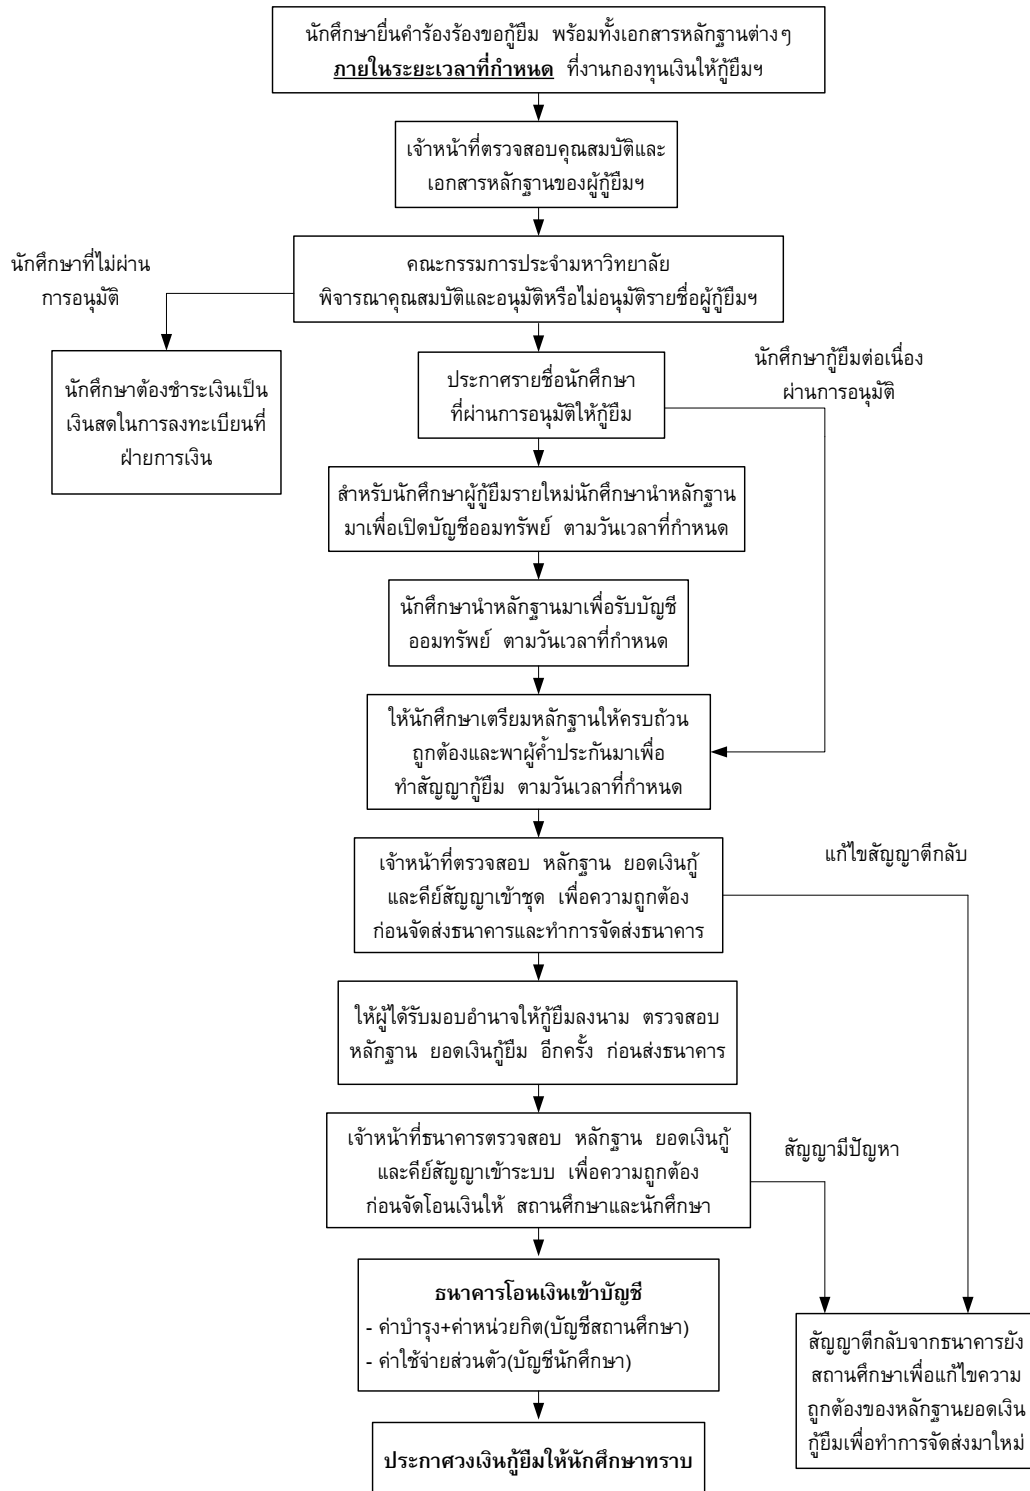 นักศึกษายื่นคำร้องร้องขอกู้ยืม พร้อมทั้งเอกสารหลักฐานต่างๆ
ภายในระยะเวลาที่กำหนด ที่งานกองทุนเงินให้กู้ยืมฯ
เจ้าหน้าที่ตรวจสอบคุณสมบัติและ
เอกสารหลักฐานของผู้กู้ยืมฯ
นักศึกษาที่ไม่ผ่าน
การอนุมัติ
คณะกรรมการประจำมหาวิทยาลัย
พิจารณาคุณสมบัติและอนุมัติหรือไม่อนุมัติรายชื่อผู้กู้ยืมฯ
นักศึกษาต้องชำระเงินเป็น
เงินสดในการลงทะเบียนที่
ฝ่ายการเงิน
ประกาศรายชื่อนักศึกษา
ที่ผ่านการอนุมัติให้กู้ยืม
นักศึกษากู้ยืมต่อเนื่อง
ผ่านการอนุมัติ
สำหรับนักศึกษาผู้กู้ยืมรายใหม่นักศึกษานำหลักฐาน
มาเพื่อเปิดบัญชีออมทรัพย์ ตามวันเวลาที่กำหนด
นักศึกษานำหลักฐานมาเพื่อรับบัญชี
ออมทรัพย์ ตามวันเวลาที่กำหนด
ให้นักศึกษาเตรียมหลักฐานให้ครบถ้วน
ถูกต้องและพาผู้ค้ำประกันมาเพื่อ
ทำสัญญากู้ยืม ตามวันเวลาที่กำหนด
เจ้าหน้าที่ตรวจสอบ หลักฐาน ยอดเงินกู้
และคีย์สัญญาเข้าชุด เพื่อความถูกต้อง
ก่อนจัดส่งธนาคารและทำการจัดส่งธนาคาร
แก้ไขสัญญาตีกลับ
ให้ผู้ได้รับมอบอำนาจให้กู้ยืมลงนาม ตรวจสอบ
หลักฐาน ยอดเงินกู้ยืม อีกครั้ง ก่อนส่งธนาคาร
เจ้าหน้าที่ธนาคารตรวจสอบ หลักฐาน ยอดเงินกู้
และคีย์สัญญาเข้าระบบ เพื่อความถูกต้อง
ก่อนจัดโอนเงินให้ สถานศึกษาและนักศึกษา
สัญญามีปัญหา
ธนาคารโอนเงินเข้าบัญชี
- ค่าบำรุง+ค่าหน่วยกิต(บัญชีสถานศึกษา)
- ค่าใช้จ่ายส่วนตัว(บัญชีนักศึกษา)
สัญญาตีกลับจากธนาคารยัง
สถานศึกษาเพื่อแก้ไขความ
ถูกต้องของหลักฐานยอดเงิน
กู้ยืมเพื่อทำการจัดส่งมาใหม่
ประกาศวงเงินกู้ยืมให้นักศึกษาทราบ